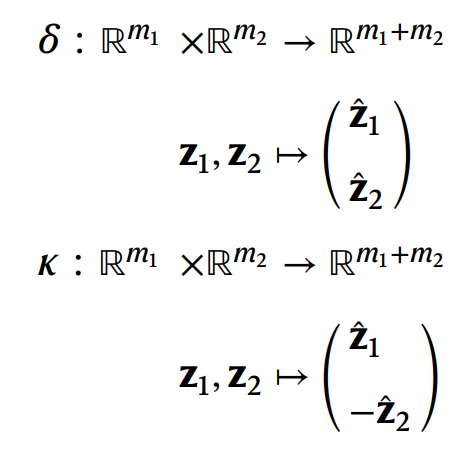 δ : ℝ^{m₁} ×ℝ^{m₂} → ℝ^{m₁+m₂}
𝐳₁, 𝐳₂ ↦ ( 𝐳̂₁
𝐳̂₂ )
κ : ℝ^{m₁} ×ℝ^{m₂} → ℝ^{m₁+m₂}
𝐳₁, 𝐳₂ ↦ ( 𝐳̂₁
−𝐳̂₂ )